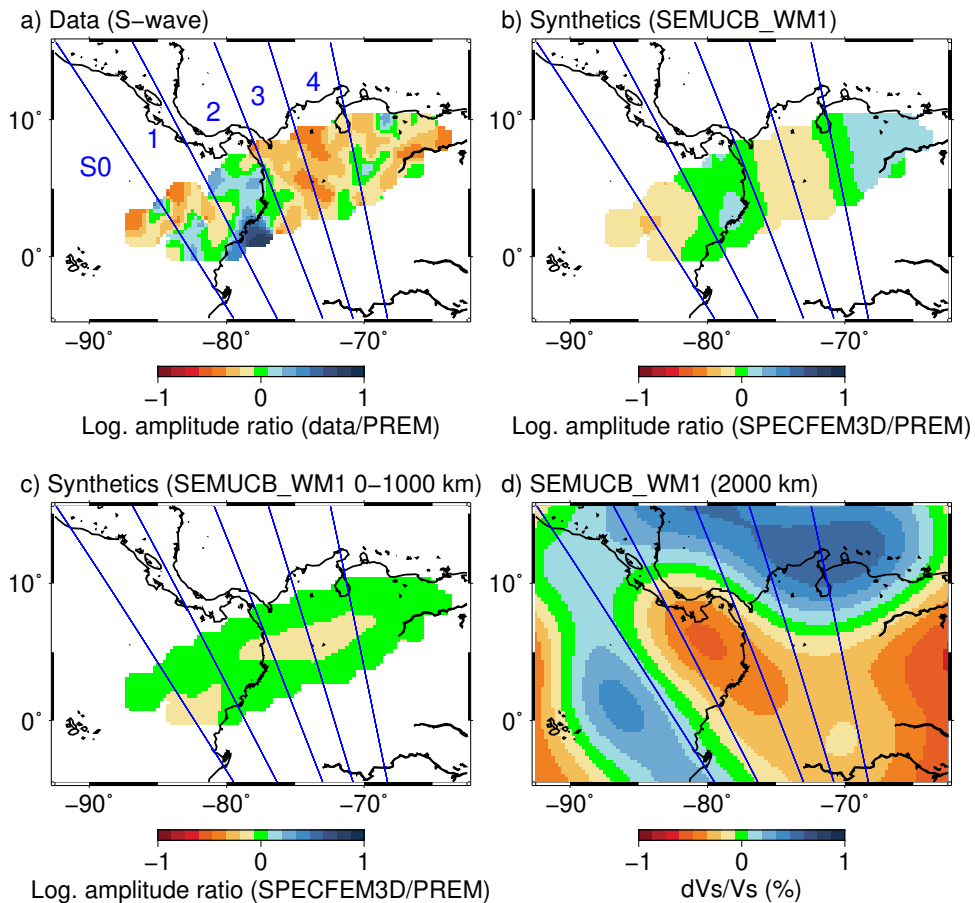 a) Data (S-wave)
b) Synthetics (SEMUCB_WM1)
S0 1 2 3 4
10° 0°
10° 0°
−90° −80° −70°
−90° −80° −70°
−1 0 1
−1 0 1
Log. amplitude ratio (data/PREM)
Log. amplitude ratio (SPECFEM3D/PREM)
c) Synthetics (SEMUCB_WM1 0−1000 km)
d) SEMUCB_WM1 (2000 km)
10° 0°
10° 0°
−90° −80° −70°
−90° −80° −70°
−1 0 1
−1 0 1
Log. amplitude ratio (SPECFEM3D/PREM)
dVs/Vs (%)